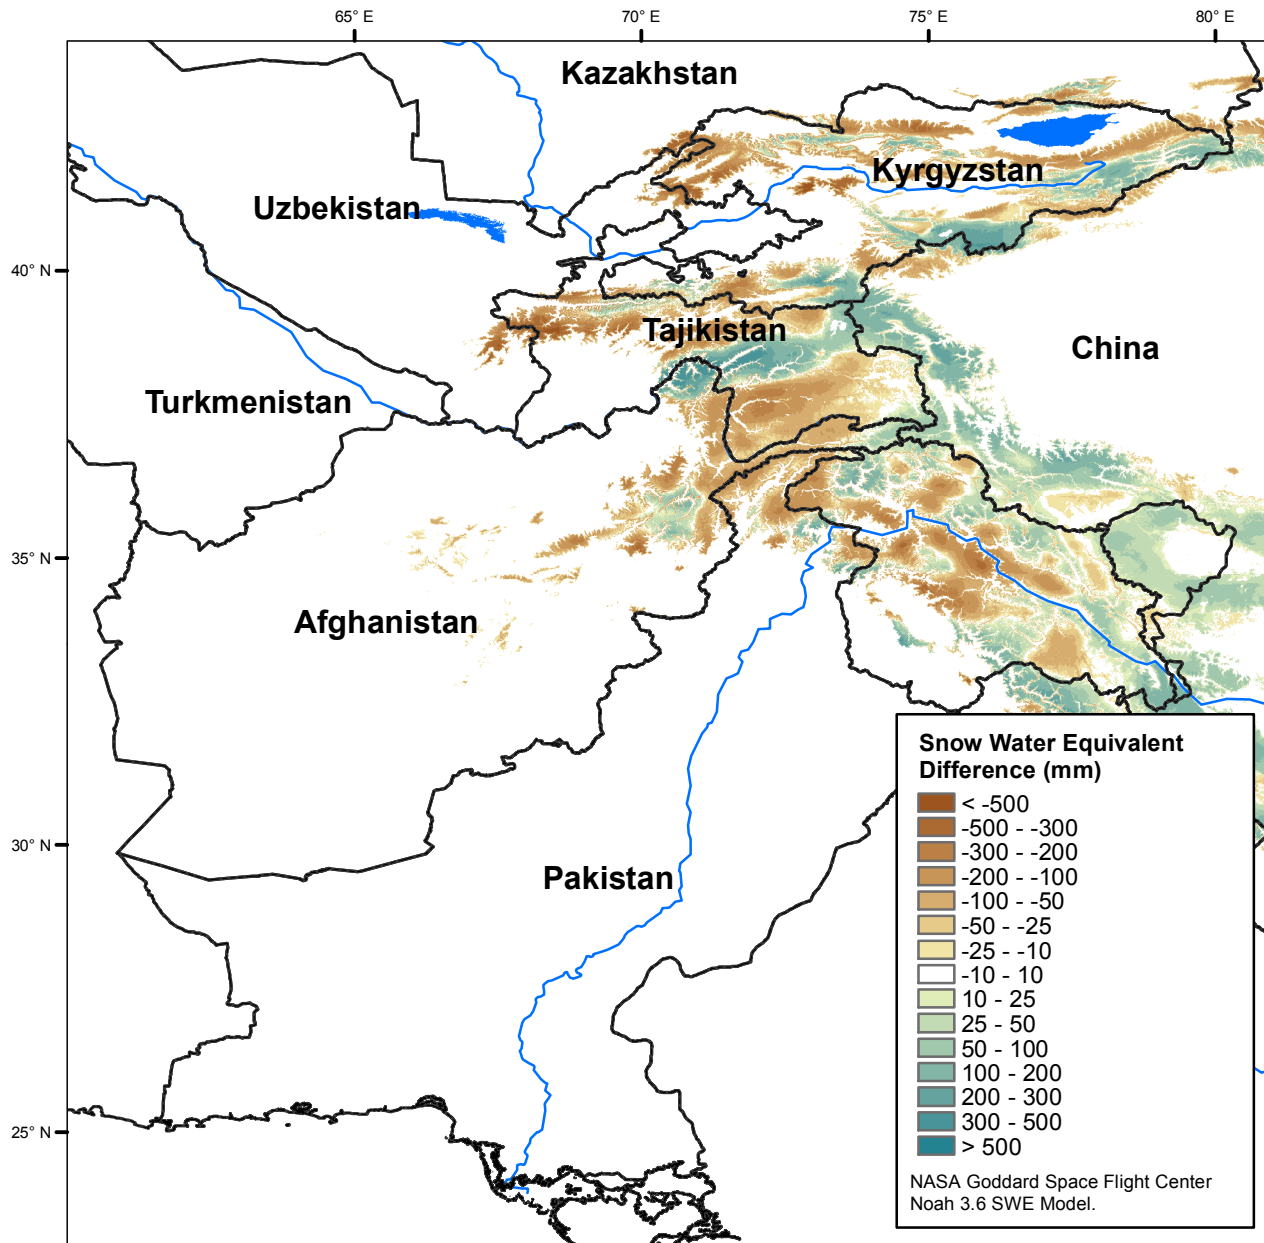 65° E
70° E
75° E
80° E
Kazakhstan
Kyrgyzstan
Uzbekistan
40° N
Tajikistan
China
Turkmenistan
35° N
Afghanistan
30° N
Pakistan
25° N
Snow Water Equivalent
Difference (mm)
< -500
-500 - -300
-300 - -200
-200 - -100
-100 - -50
-50 - -25
-25 - -10
-10 - 10
10 - 25
25 - 50
50 - 100
100 - 200
200 - 300
300 - 500
> 500
NASA Goddard Space Flight Center
Noah 3.6 SWE Model.